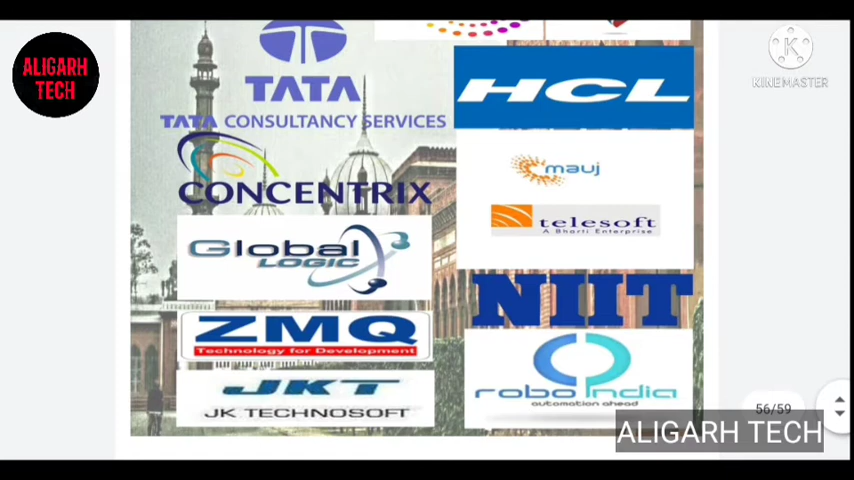 ALIGARH
TECH
K
KINEMASTER
TATA
TATA CONSULTANCY SERVICES
HCL
CONCENTRIX
mauj
telesoft
A Bharti Enterprise
Global
LOGIC
NIIT
ZMQ
Technology for Development
robo india
automation ahead
JKT
JK TECHNOSOFT
56/59
ALIGARH TECH